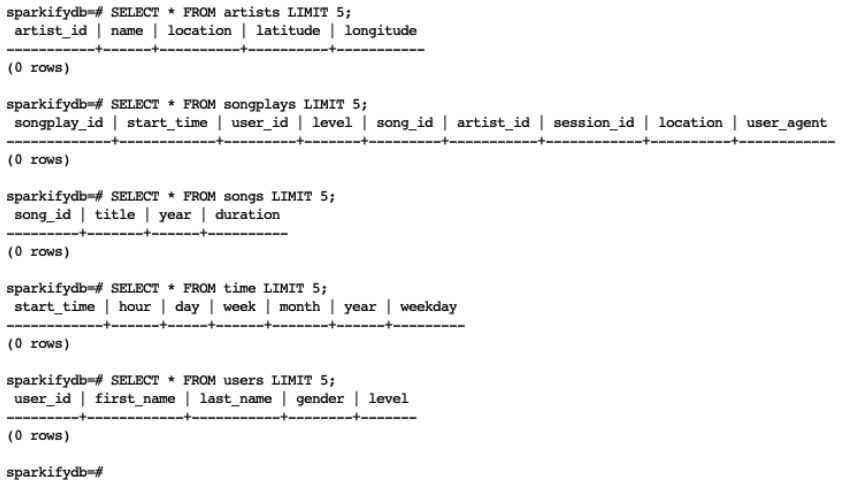 sparkifydb=# SELECT * FROM artists LIMIT 5;
 artist_id | name | location | latitude | longitude
-----------+------+----------+----------+-----------
(0 rows)

sparkifydb=# SELECT * FROM songplays LIMIT 5;
 songplay_id | start_time | user_id | level | song_id | artist_id | session_id | location | user_agent
-------------+------------+---------+-------+---------+-----------+------------+----------+------------
(0 rows)

sparkifydb=# SELECT * FROM songs LIMIT 5;
 song_id | title | year | duration
---------+-------+------+----------
(0 rows)

sparkifydb=# SELECT * FROM time LIMIT 5;
 start_time | hour | day | week | month | year | weekday
------------+------+-----+------+-------+------+---------
(0 rows)

sparkifydb=# SELECT * FROM users LIMIT 5;
 user_id | first_name | last_name | gender | level
---------+------------+-----------+--------+-------
(0 rows)

sparkifydb=#